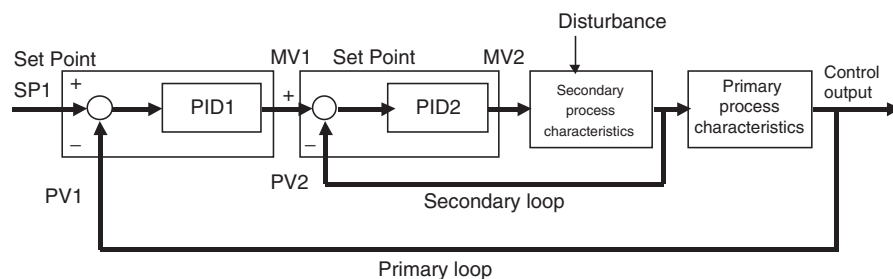 Disturbance
Set Point
MV1
Set Point
MV2
SP1
+
PID1
+
PID2
Secondary
process
characteristics
Primary
process
characteristics
Control
output
−
−
PV1
PV2
Secondary loop
Primary loop